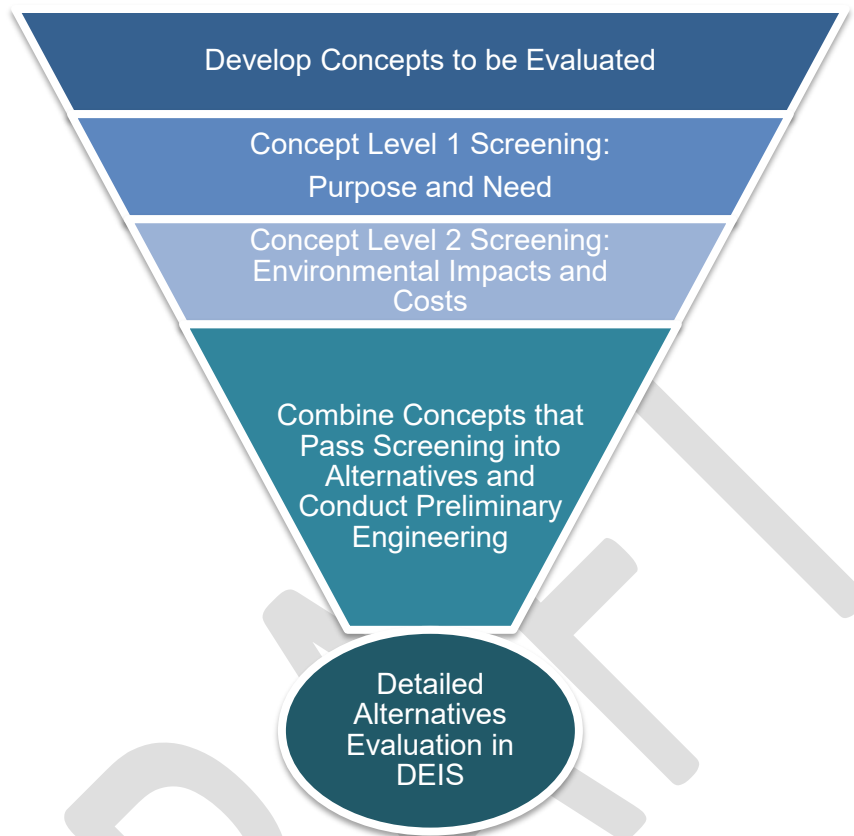 Develop Concepts to be Evaluated
Concept Level 1 Screening:
Purpose and Need
Concept Level 2 Screening:
Environmental Impacts and
Costs
Combine Concepts that
Pass Screening into
Alternatives and
Conduct Preliminary
Engineering
Detailed
Alternatives
Evaluation in
DEIS
DRAFT